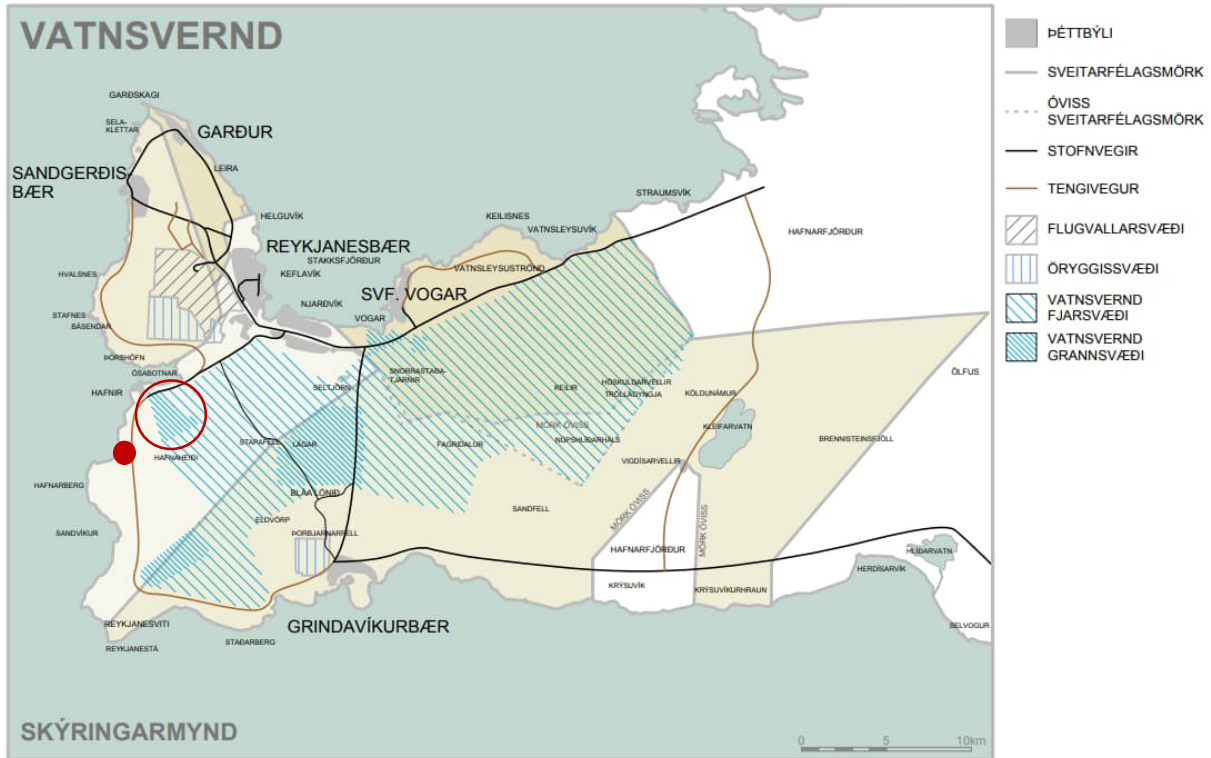 VATNSVERND
GARÐSKAGI
SELA-
KLETTAR
GARÐUR
SANDGERÐIS-
BÆR
LEIRA
HELGUVÍK
REYKJANESBÆR
STAKKSFJÖRÐUR
KEFLAVÍK
NJARÐVÍK
HVALSNES
STAFNES
BÁSENDAR
ÞÓRSHÖFN
ÓSABOTNAR
HAFNIR
STRAUMSVÍK
KEILISNES
VATNSLEYSUVÍK
VATNSLEYSUSTRÖND
SVF. VOGAR
VOGAR
HAFNARFJÖRÐUR
SNORRASTAÐA-
TJARNIR
SELTJÖRN
KEILIR
HÖSKULDARVELLIR
TRÖLLADYNGJA
KÖLDUNÁMUR
ÖLFUS
MÖRK ÓVISS
KLEIFARVATN
STAPAFELL
LÁGAR
FAGRIDALUR
NÚPSHLÍÐARHÁLS
BRENNISTEINSFJÖLL
HAFNAHEIÐI
VIGDÍSARVELLIR
HAFNARBERG
BLÁA LÓNIÐ
SANDFELL
MÖRK ÓVISS
MÖRK ÓVISS
SANDVÍKUR
ELDVÖRP
ÞORBJARNARFELL
HAFNARFJÖRÐUR
HLÍÐARVATN
HERDÍSARVÍK
KRÝSUVÍK
KRÝSUVÍKURHRAUN
REYKJANESVITI
GRINDAVÍKURBÆR
SELVOGUR
STAÐARBERG
REYKJANESTÁ
SKÝRINGARMYND
0 5 10km
ÞÉTTBÝLI
SVEITARFÉLAGSMÖRK
ÓVISS
SVEITARFÉLAGSMÖRK
STOFNVEGIR
TENGIVEGUR
FLUGVALLARSVÆÐI
ÖRYGGISSVÆÐI
VATNSVERND
FJARSVÆÐI
VATNSVERND
GRANNSVÆÐI